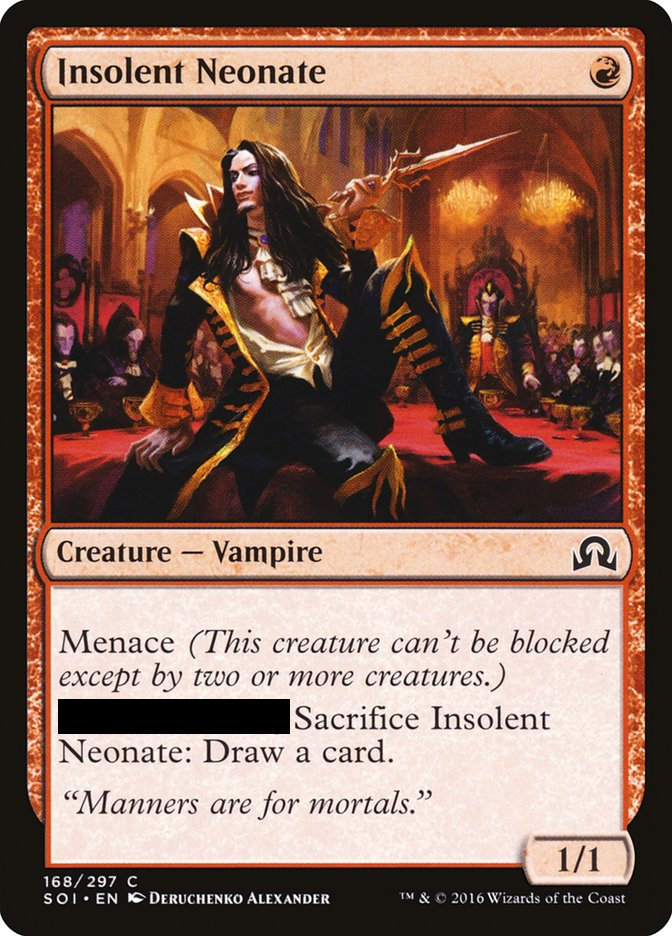 Insolent Neonate
Creature — Vampire
Menace (This creature can't be blocked
except by two or more creatures.)
Sacrifice Insolent
Neonate: Draw a card.
“Manners are for mortals.”
1/1
168/297 C
SOI • EN Deruchenko Alexander
™ & © 2016 Wizards of the Coast